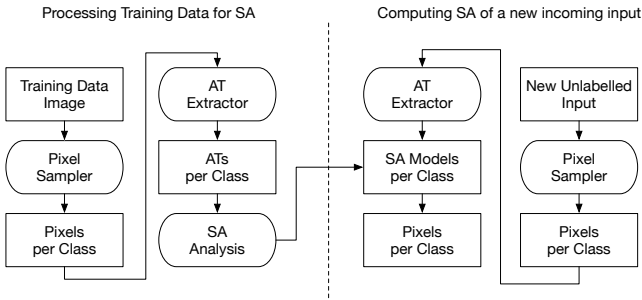 Processing Training Data for SA
Training Data
Image
Pixel
Sampler
Pixels
per Class
AT
Extractor
ATs
per Class
SA
Analysis
Computing SA of a new incoming input
AT
Extractor
SA Models
per Class
Pixels
per Class
New Unlabelled
Input
Pixel
Sampler
Pixels
per Class